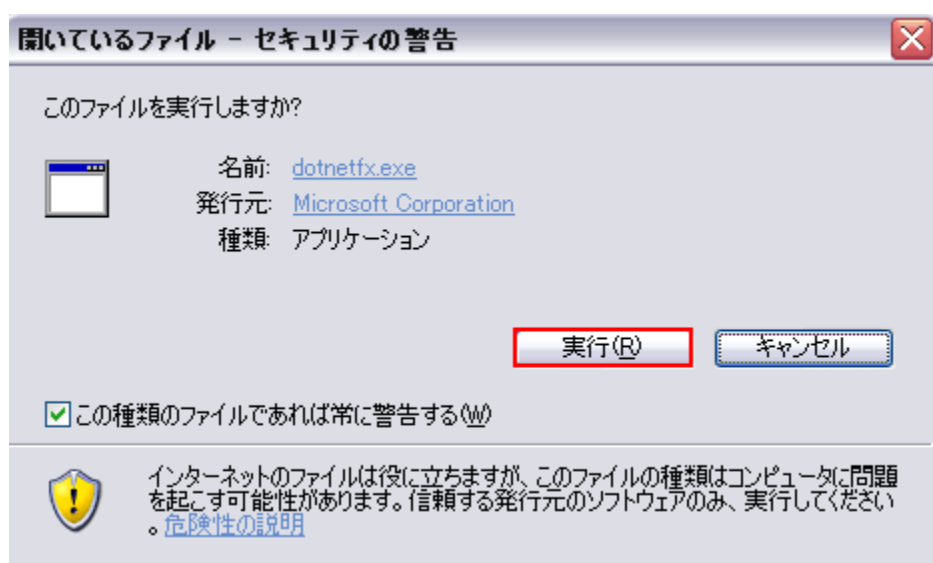 開いているファイル - セキュリティの警告
このファイルを実行しますか?
名前: dotnetfx.exe
発行元: Microsoft Corporation
種類: アプリケーション
実行(R) キャンセル
この種類のファイルであれば常に警告する(W)
インターネットのファイルは役に立ちますが、このファイルの種類はコンピュータに問題
を起こす可能性があります。信頼する発行元のソフトウェアのみ、実行してください
。危険性の説明